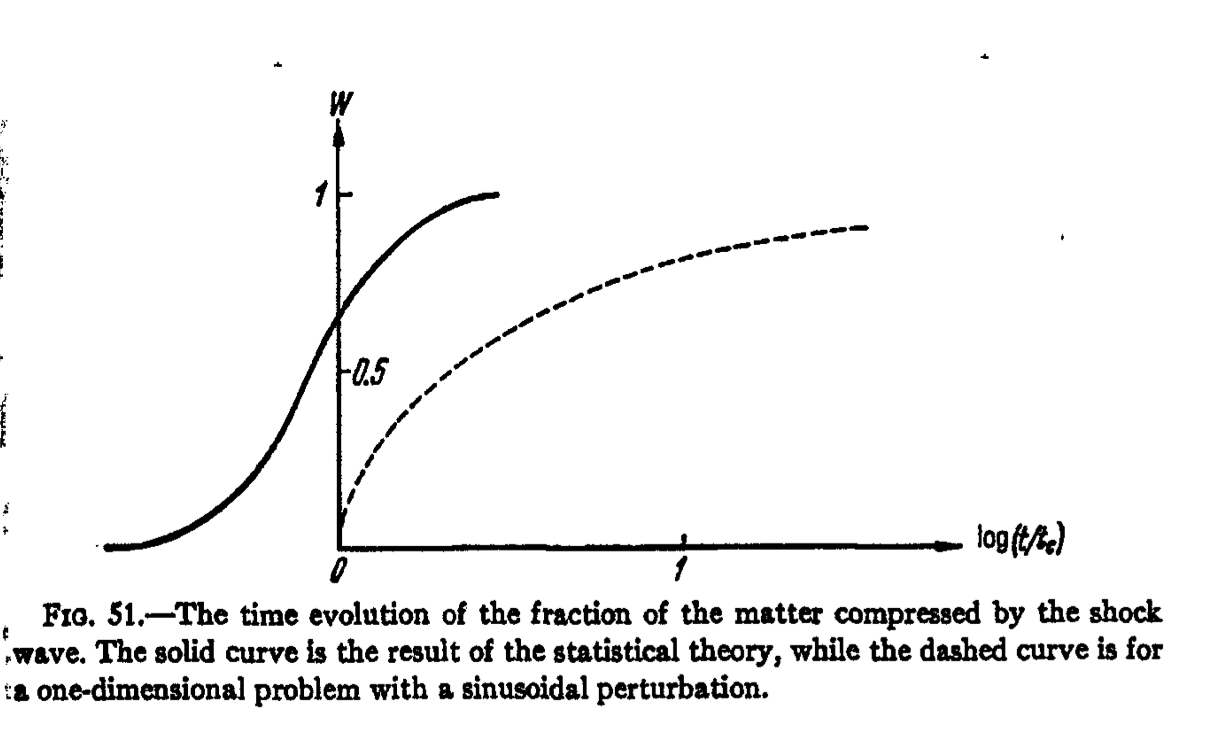 W
1
0.5
0
1
log(t/t_c)
FIG. 51.—The time evolution of the fraction of the matter compressed by the shock
wave. The solid curve is the result of the statistical theory, while the dashed curve is for
a one-dimensional problem with a sinusoidal perturbation.